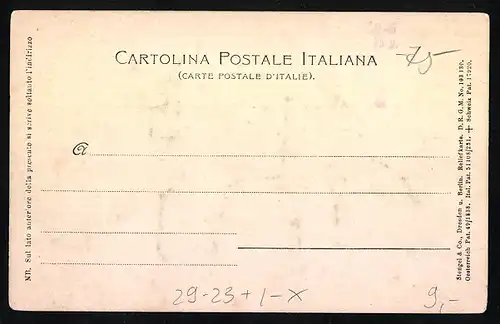 CARTOLINA POSTALE ITALIANA
(CARTE POSTALE D'ITALIE).
75-
A
NB. Sul lato anteriore della presente si scrive soltanto l'indirizzo
Stengel & Co., Dresden u. Berlin. Reliefkarte. D. R. G. M. No. 193 130.
Oesterreich Pat. 49/1838. Ital. Pat. 51106/251. ✚ Schweiz Pat. 17920.
29-23+1-X
9,-